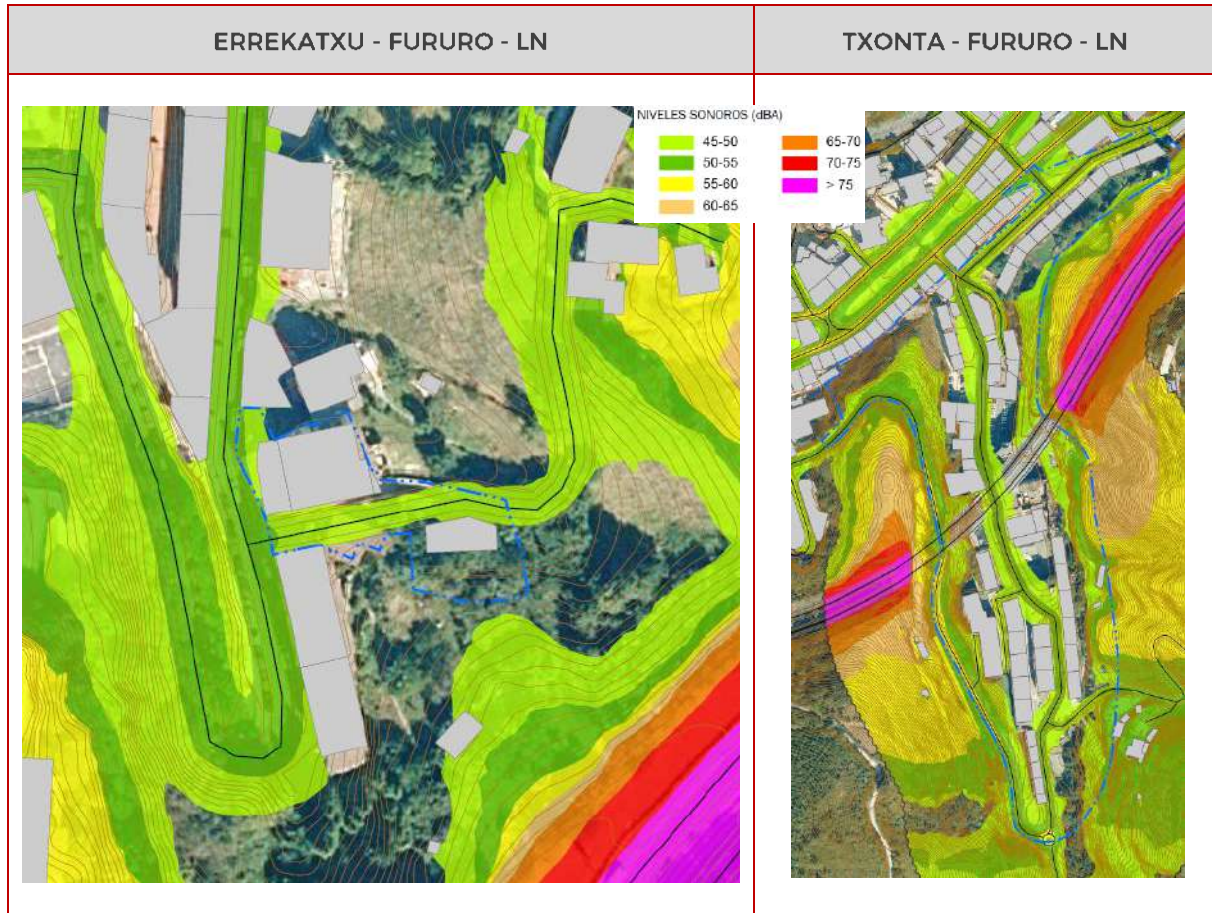 ERREKATXU - FURURO - LN
TXONTA - FURURO - LN
NIVELES SONOROS (dBA)
45-50
50-55
55-60
60-65
65-70
70-75
> 75